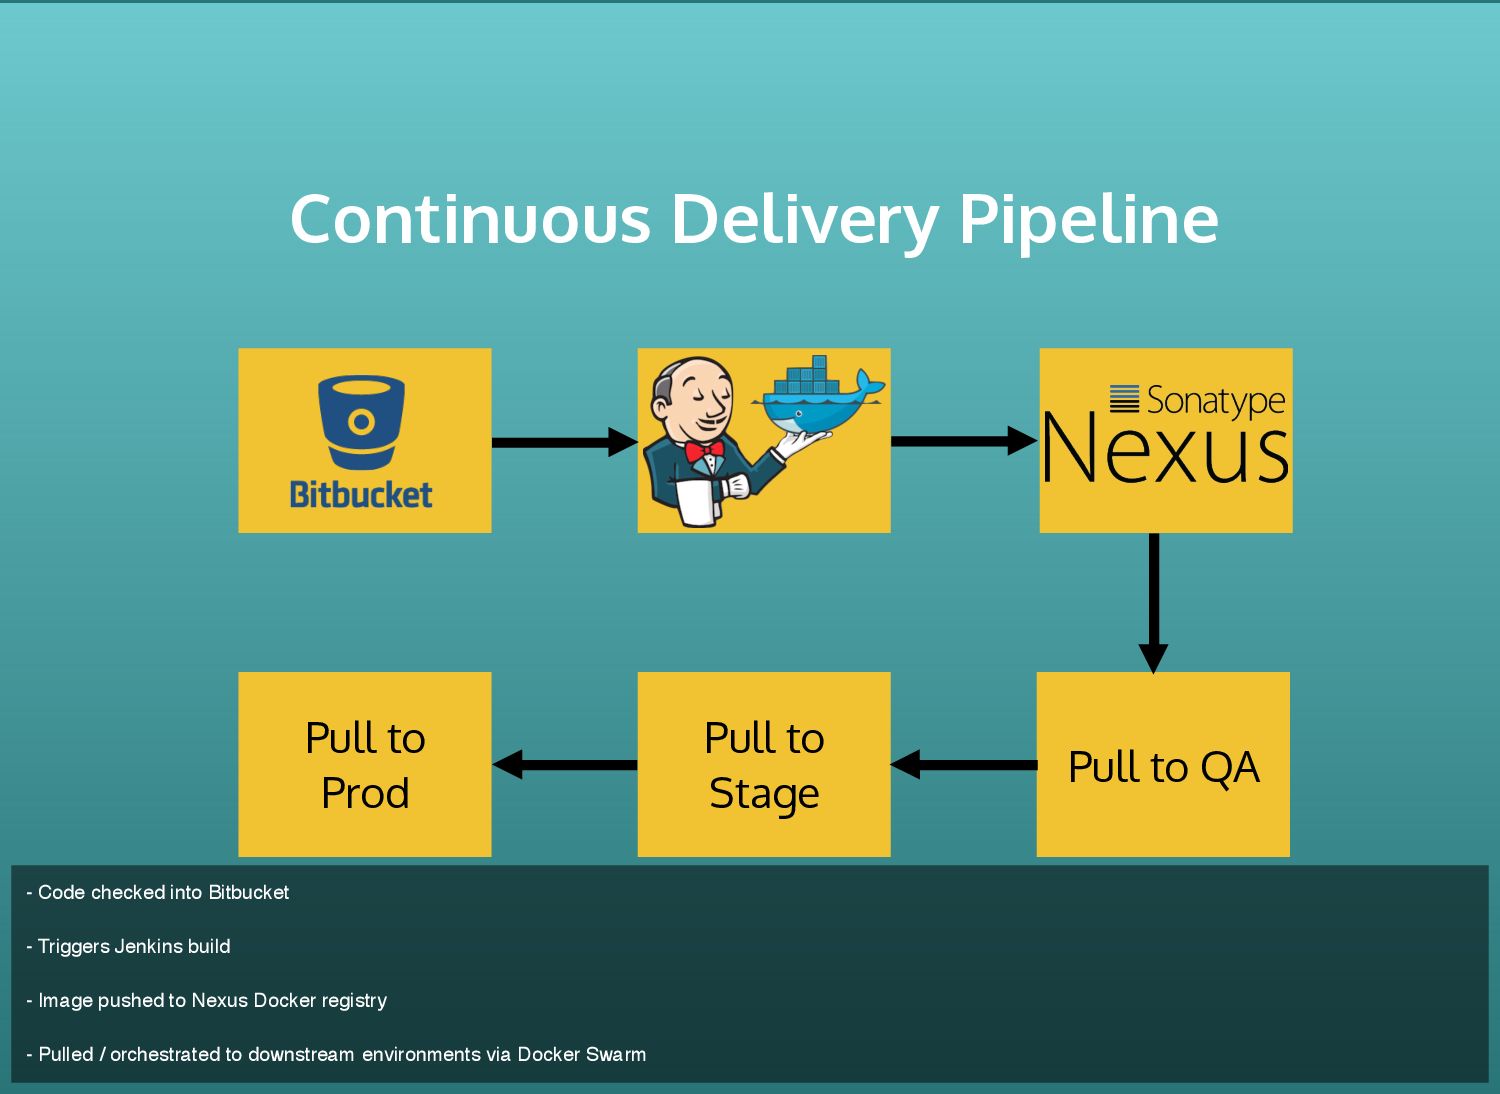 Continuous Delivery Pipeline
Bitbucket
Sonatype
Nexus
Pull to
Prod
Pull to
Stage
Pull to QA
- Code checked into Bitbucket
- Triggers Jenkins build
- Image pushed to Nexus Docker registry
- Pulled / orchestrated to downstream environments via Docker Swarm